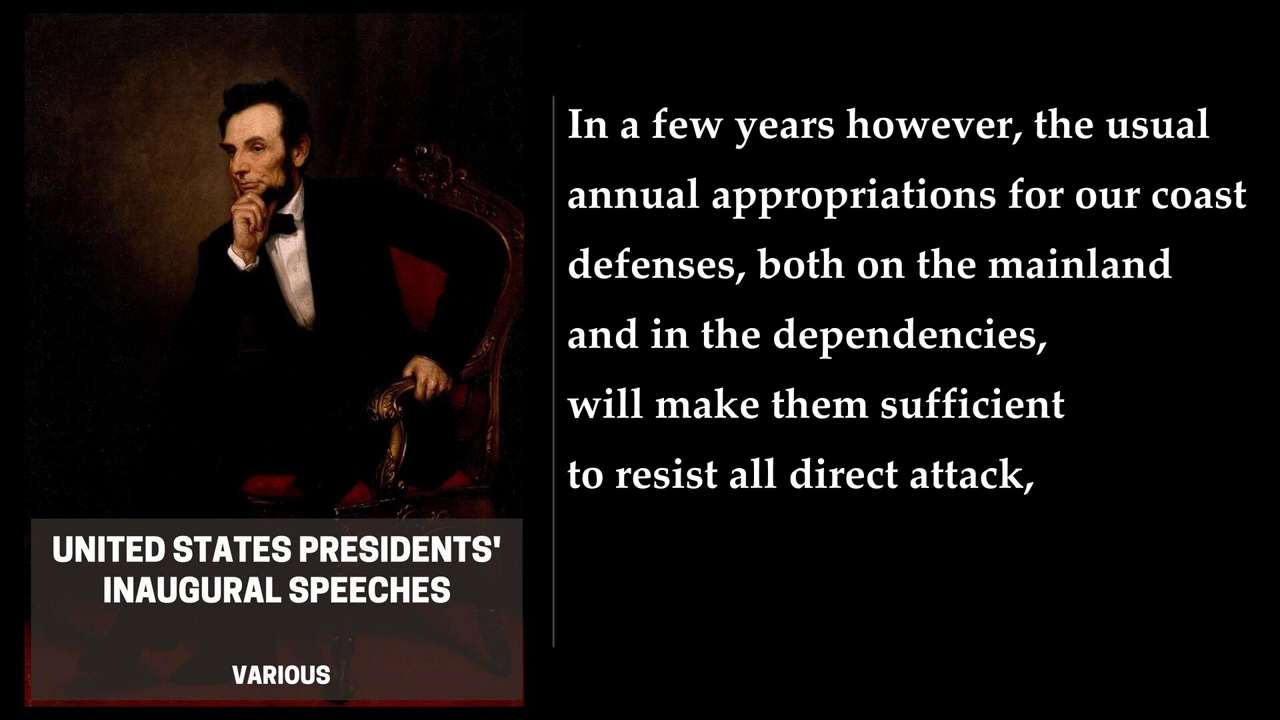 In a few years however, the usual
annual appropriations for our coast
defenses, both on the mainland
and in the dependencies,
will make them sufficient
to resist all direct attack,
UNITED STATES PRESIDENTS'
INAUGURAL SPEECHES
VARIOUS